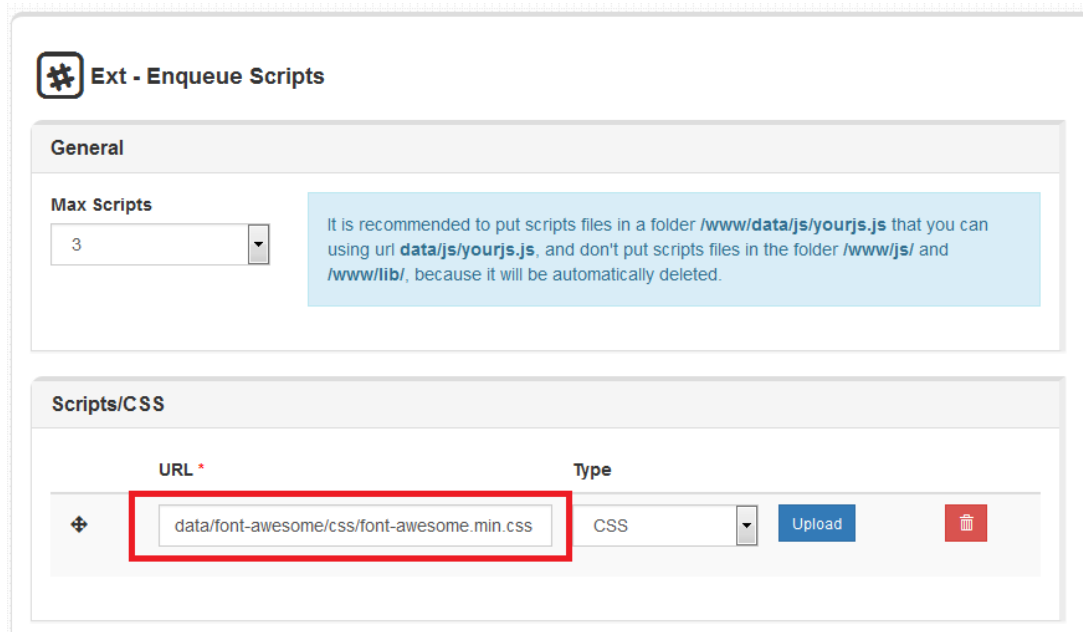 Ext - Enqueue Scripts
General
Max Scripts
3
It is recommended to put scripts files in a folder /www/data/js/yourjs.js that you can
using url data/js/yourjs.js, and don't put scripts files in the folder /www/js/ and
/www/lib/, because it will be automatically deleted.
Scripts/CSS
URL * Type
data/font-awesome/css/font-awesome.min.css CSS Upload